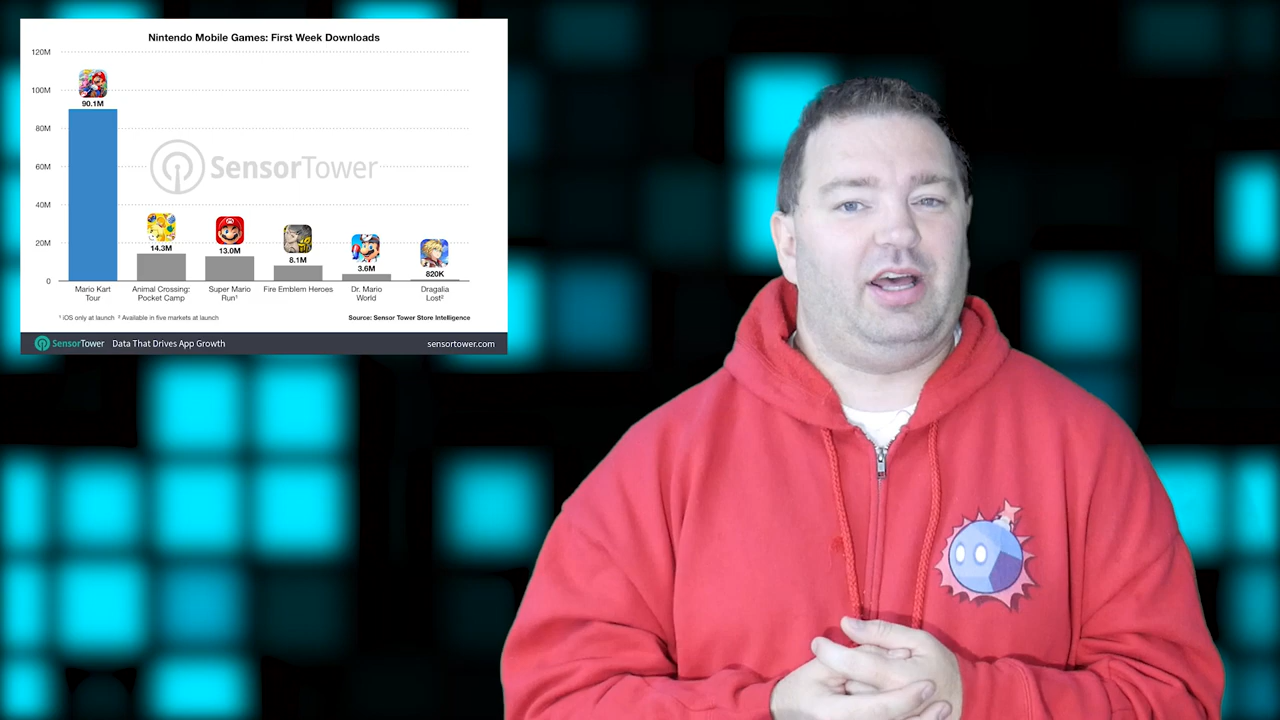 Nintendo Mobile Games: First Week Downloads
120M
100M
80M
60M
40M
20M
0
90.1M
14.3M
13.0M
8.1M
3.6M
820K
SensorTower
Mario Kart Tour
Animal Crossing: Pocket Camp
Super Mario Run¹
Fire Emblem Heroes
Dr. Mario World
Dragalia Lost²
¹ iOS only at launch ² Available in five markets at launch
Source: Sensor Tower Store Intelligence
SensorTower Data That Drives App Growth
sensortower.com